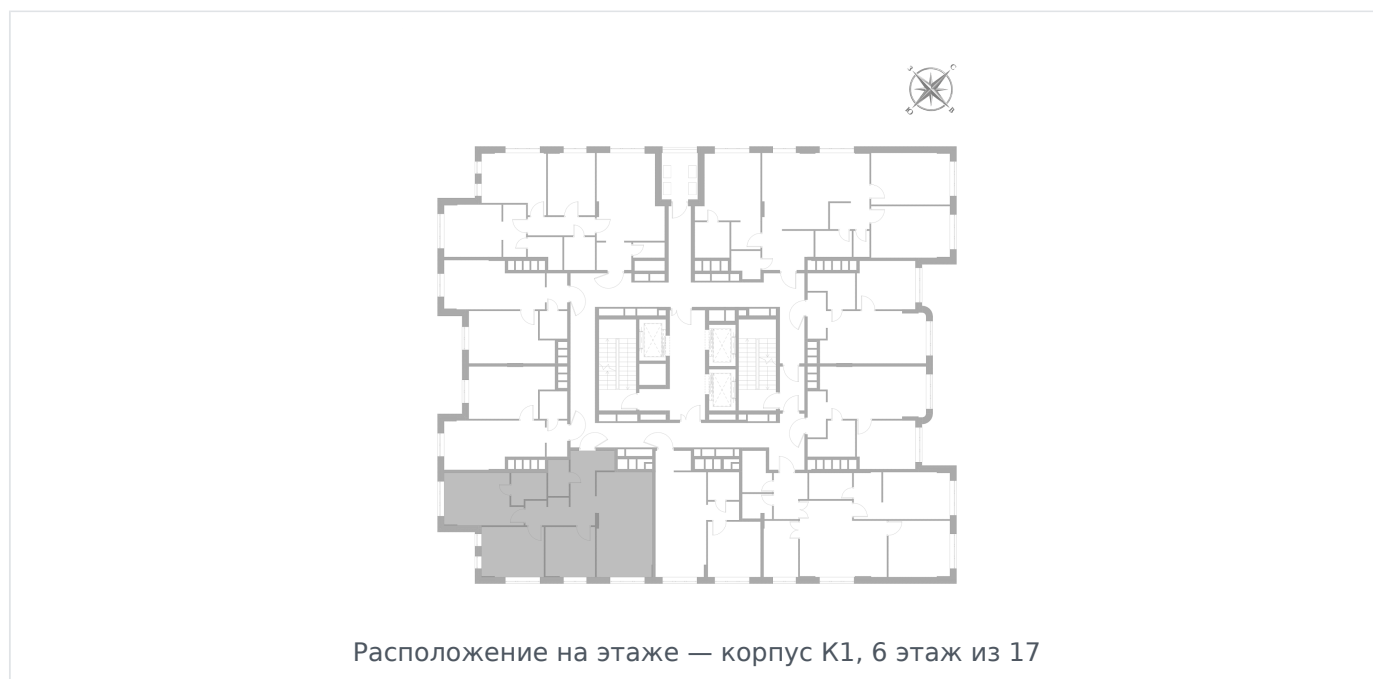 З С
Ю В
Расположение на этаже — корпус К1, 6 этаж из 17